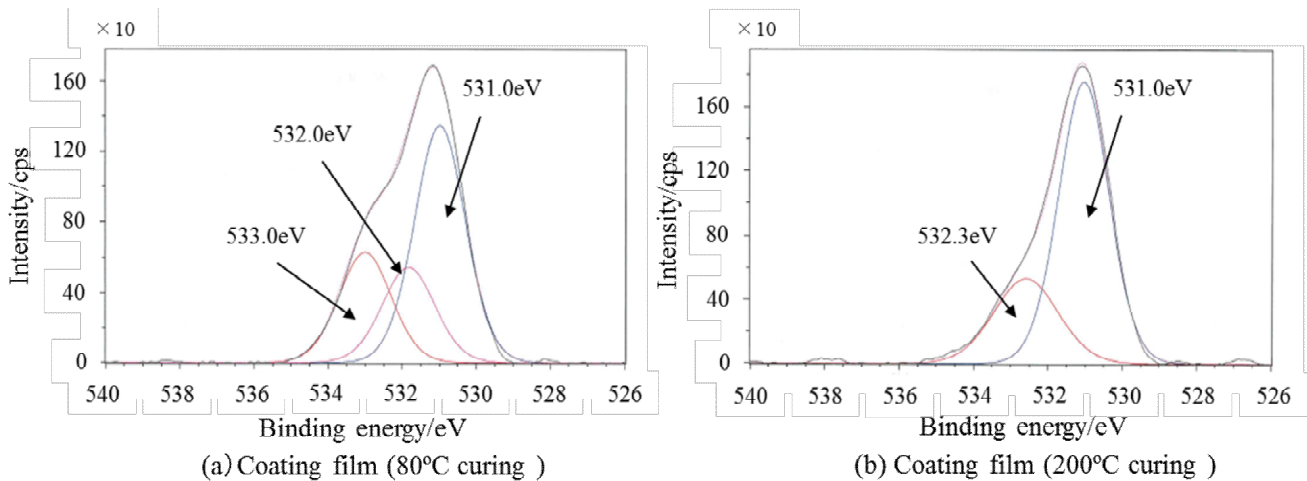 ×10
160
120
80
40
0
Intensity/cps
531.0eV
532.0eV
533.0eV
540 538 536 534 532 530 528 526
Binding energy/eV
(a) Coating film (80ºC curing )
×10
160
120
80
40
0
Intensity/cps
531.0eV
532.3eV
540 538 536 534 532 530 528 526
Binding energy/eV
(b) Coating film (200ºC curing )